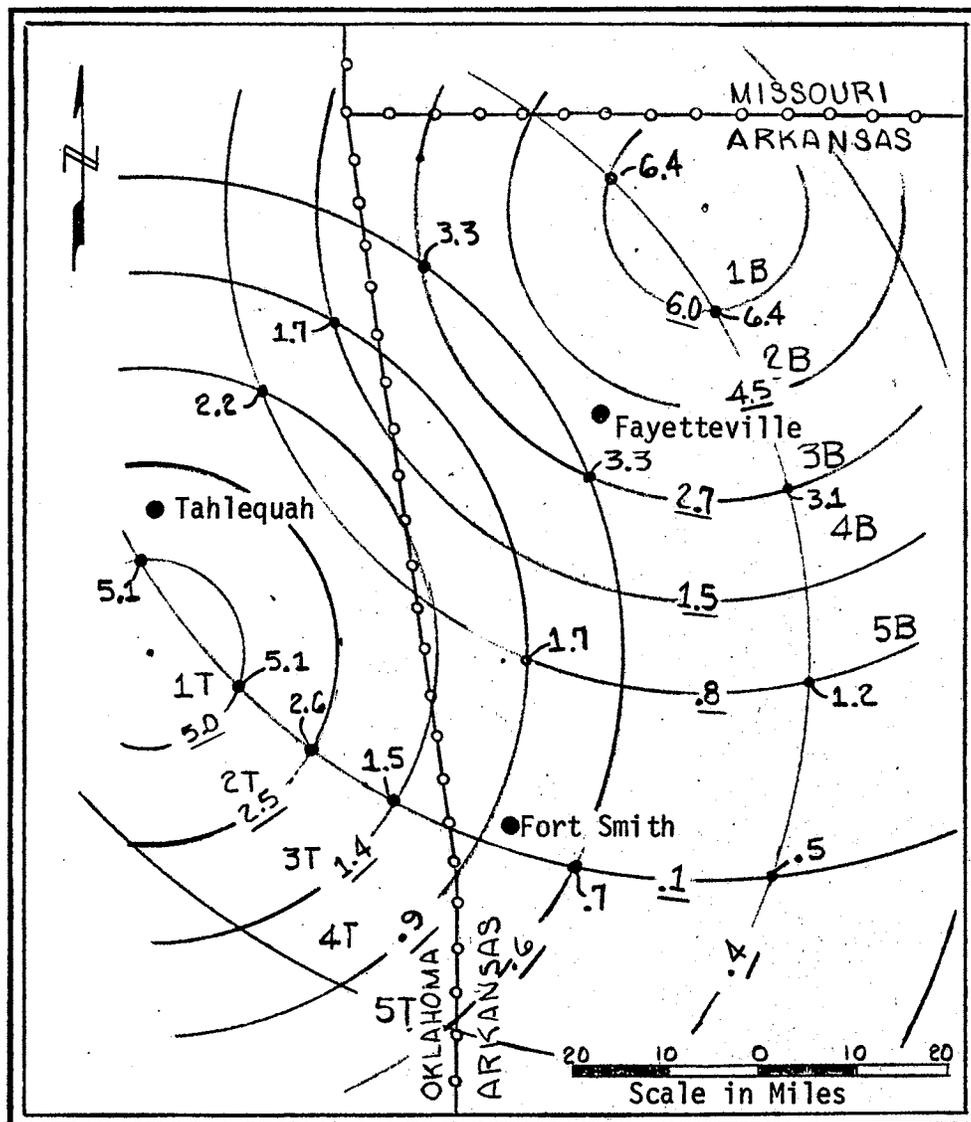 MISSOURI
ARKANSAS
6.4
3.3
1B
6.0
6.4
1.7
2B
4.5
2.2
Fayetteville
3.3
3B
2.7
3.1
Tahlequah
4B
5.1
1.5
5B
1.7
5.1
1T
.8
1.2
2.6
5.0
1.5
2T
2.5
Fort Smith
3T
1.4
.5
.1
.7
4T
.9
.6
.4
5T
OKLAHOMA
ARKANSAS
20 10 0 10 20
Scale in Miles